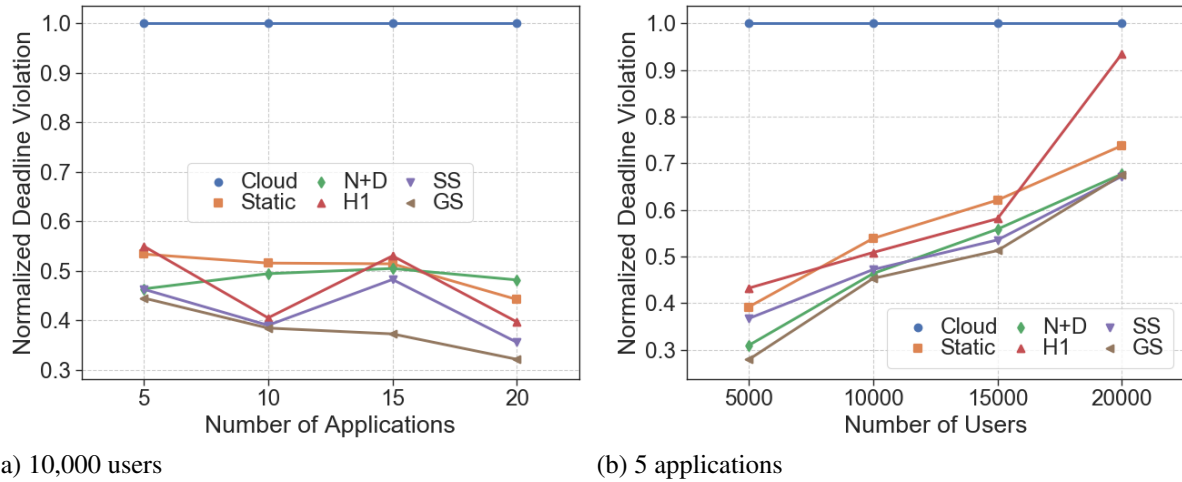 1.0
0.9
0.8
0.7
0.6
0.5
0.4
0.3
Normalized Deadline Violation
Cloud N+D SS
Static H1 GS
5 10 15 20
Number of Applications
a) 10,000 users
1.0
0.9
0.8
0.7
0.6
0.5
0.4
0.3
Normalized Deadline Violation
Cloud N+D SS
Static H1 GS
5000 10000 15000 20000
Number of Users
(b) 5 applications